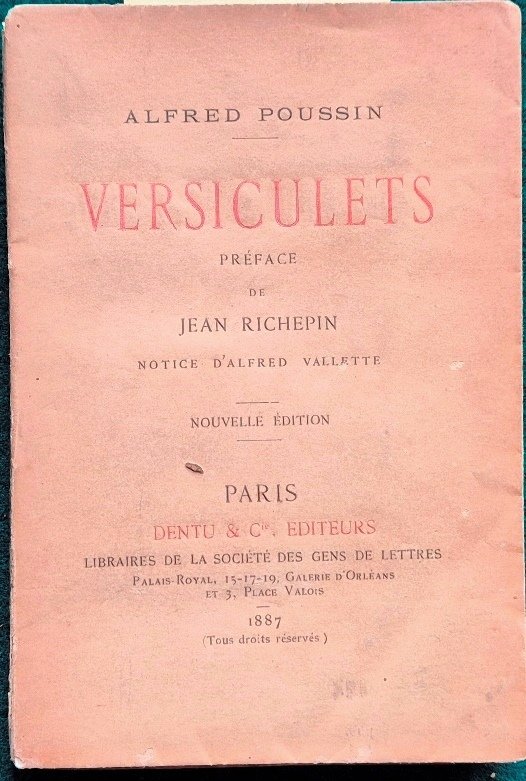 ALFRED POUSSIN
VERSICULETS
PRÉFACE
DE
JEAN RICHEPIN
NOTICE D'ALFRED VALLETTE
NOUVELLE ÉDITION
PARIS
DENTU & Cie, EDITEURS
LIBRAIRES DE LA SOCIÉTÉ DES GENS DE LETTRES
PALAIS-ROYAL, 15-17-19, GALERIE D'ORLÉANS
ET 3, PLACE VALOIS
1887
(Tous droits réservés)